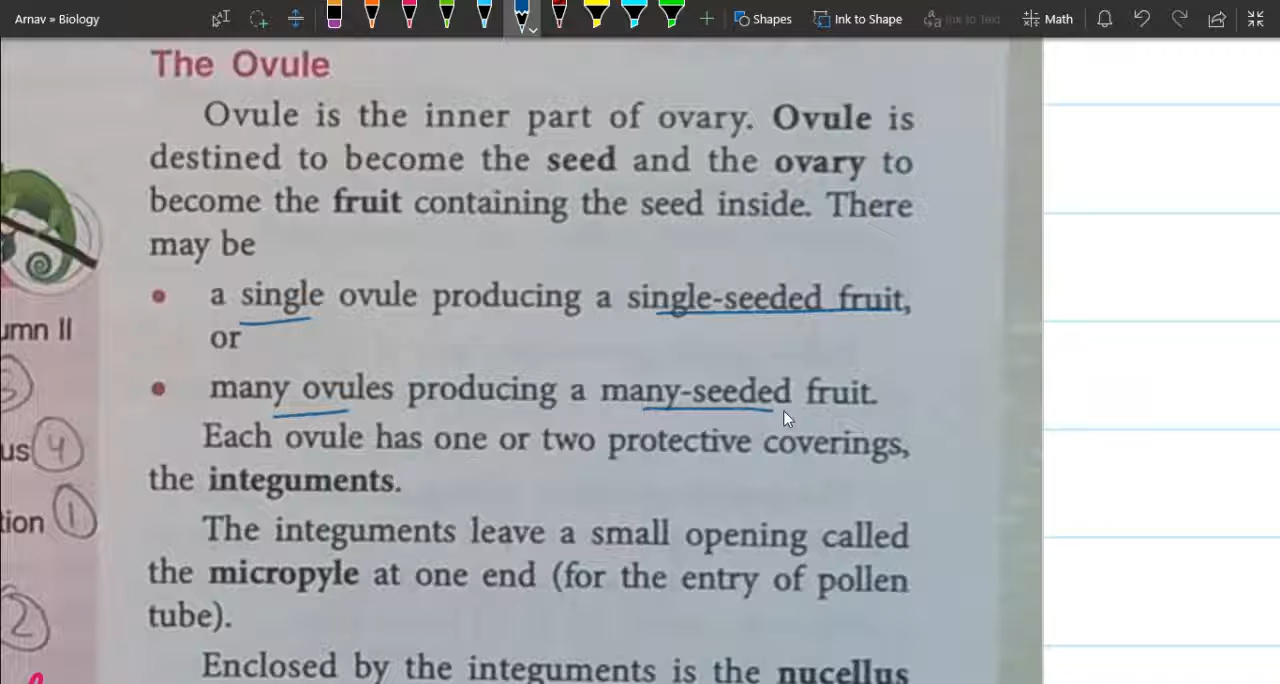 Arnav » Biology
Shapes
Ink to Shape
Ink to Text
Math
The Ovule
Ovule is the inner part of ovary. Ovule is
destined to become the seed and the ovary to
become the fruit containing the seed inside. There
may be
• a single ovule producing a single-seeded fruit,
or
• many ovules producing a many-seeded fruit.
Each ovule has one or two protective coverings,
the integuments.
The integuments leave a small opening called
the micropyle at one end (for the entry of pollen
tube).
Enclosed by the integuments is the nucellus
umn II
us 4
tion 1
2